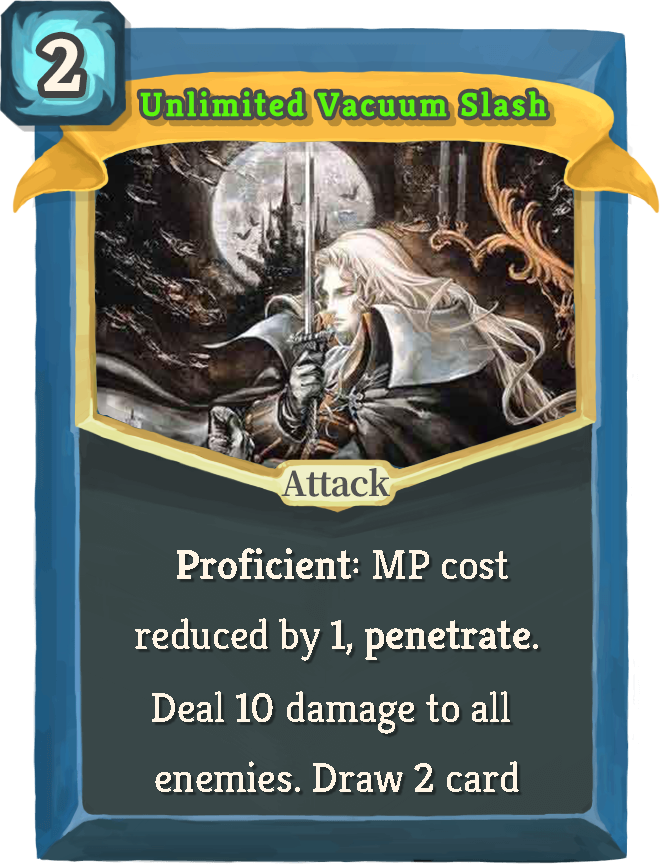 2
Unlimited Vacuum Slash
Attack
Proficient: MP cost
reduced by 1, penetrate.
Deal 10 damage to all
enemies. Draw 2 card